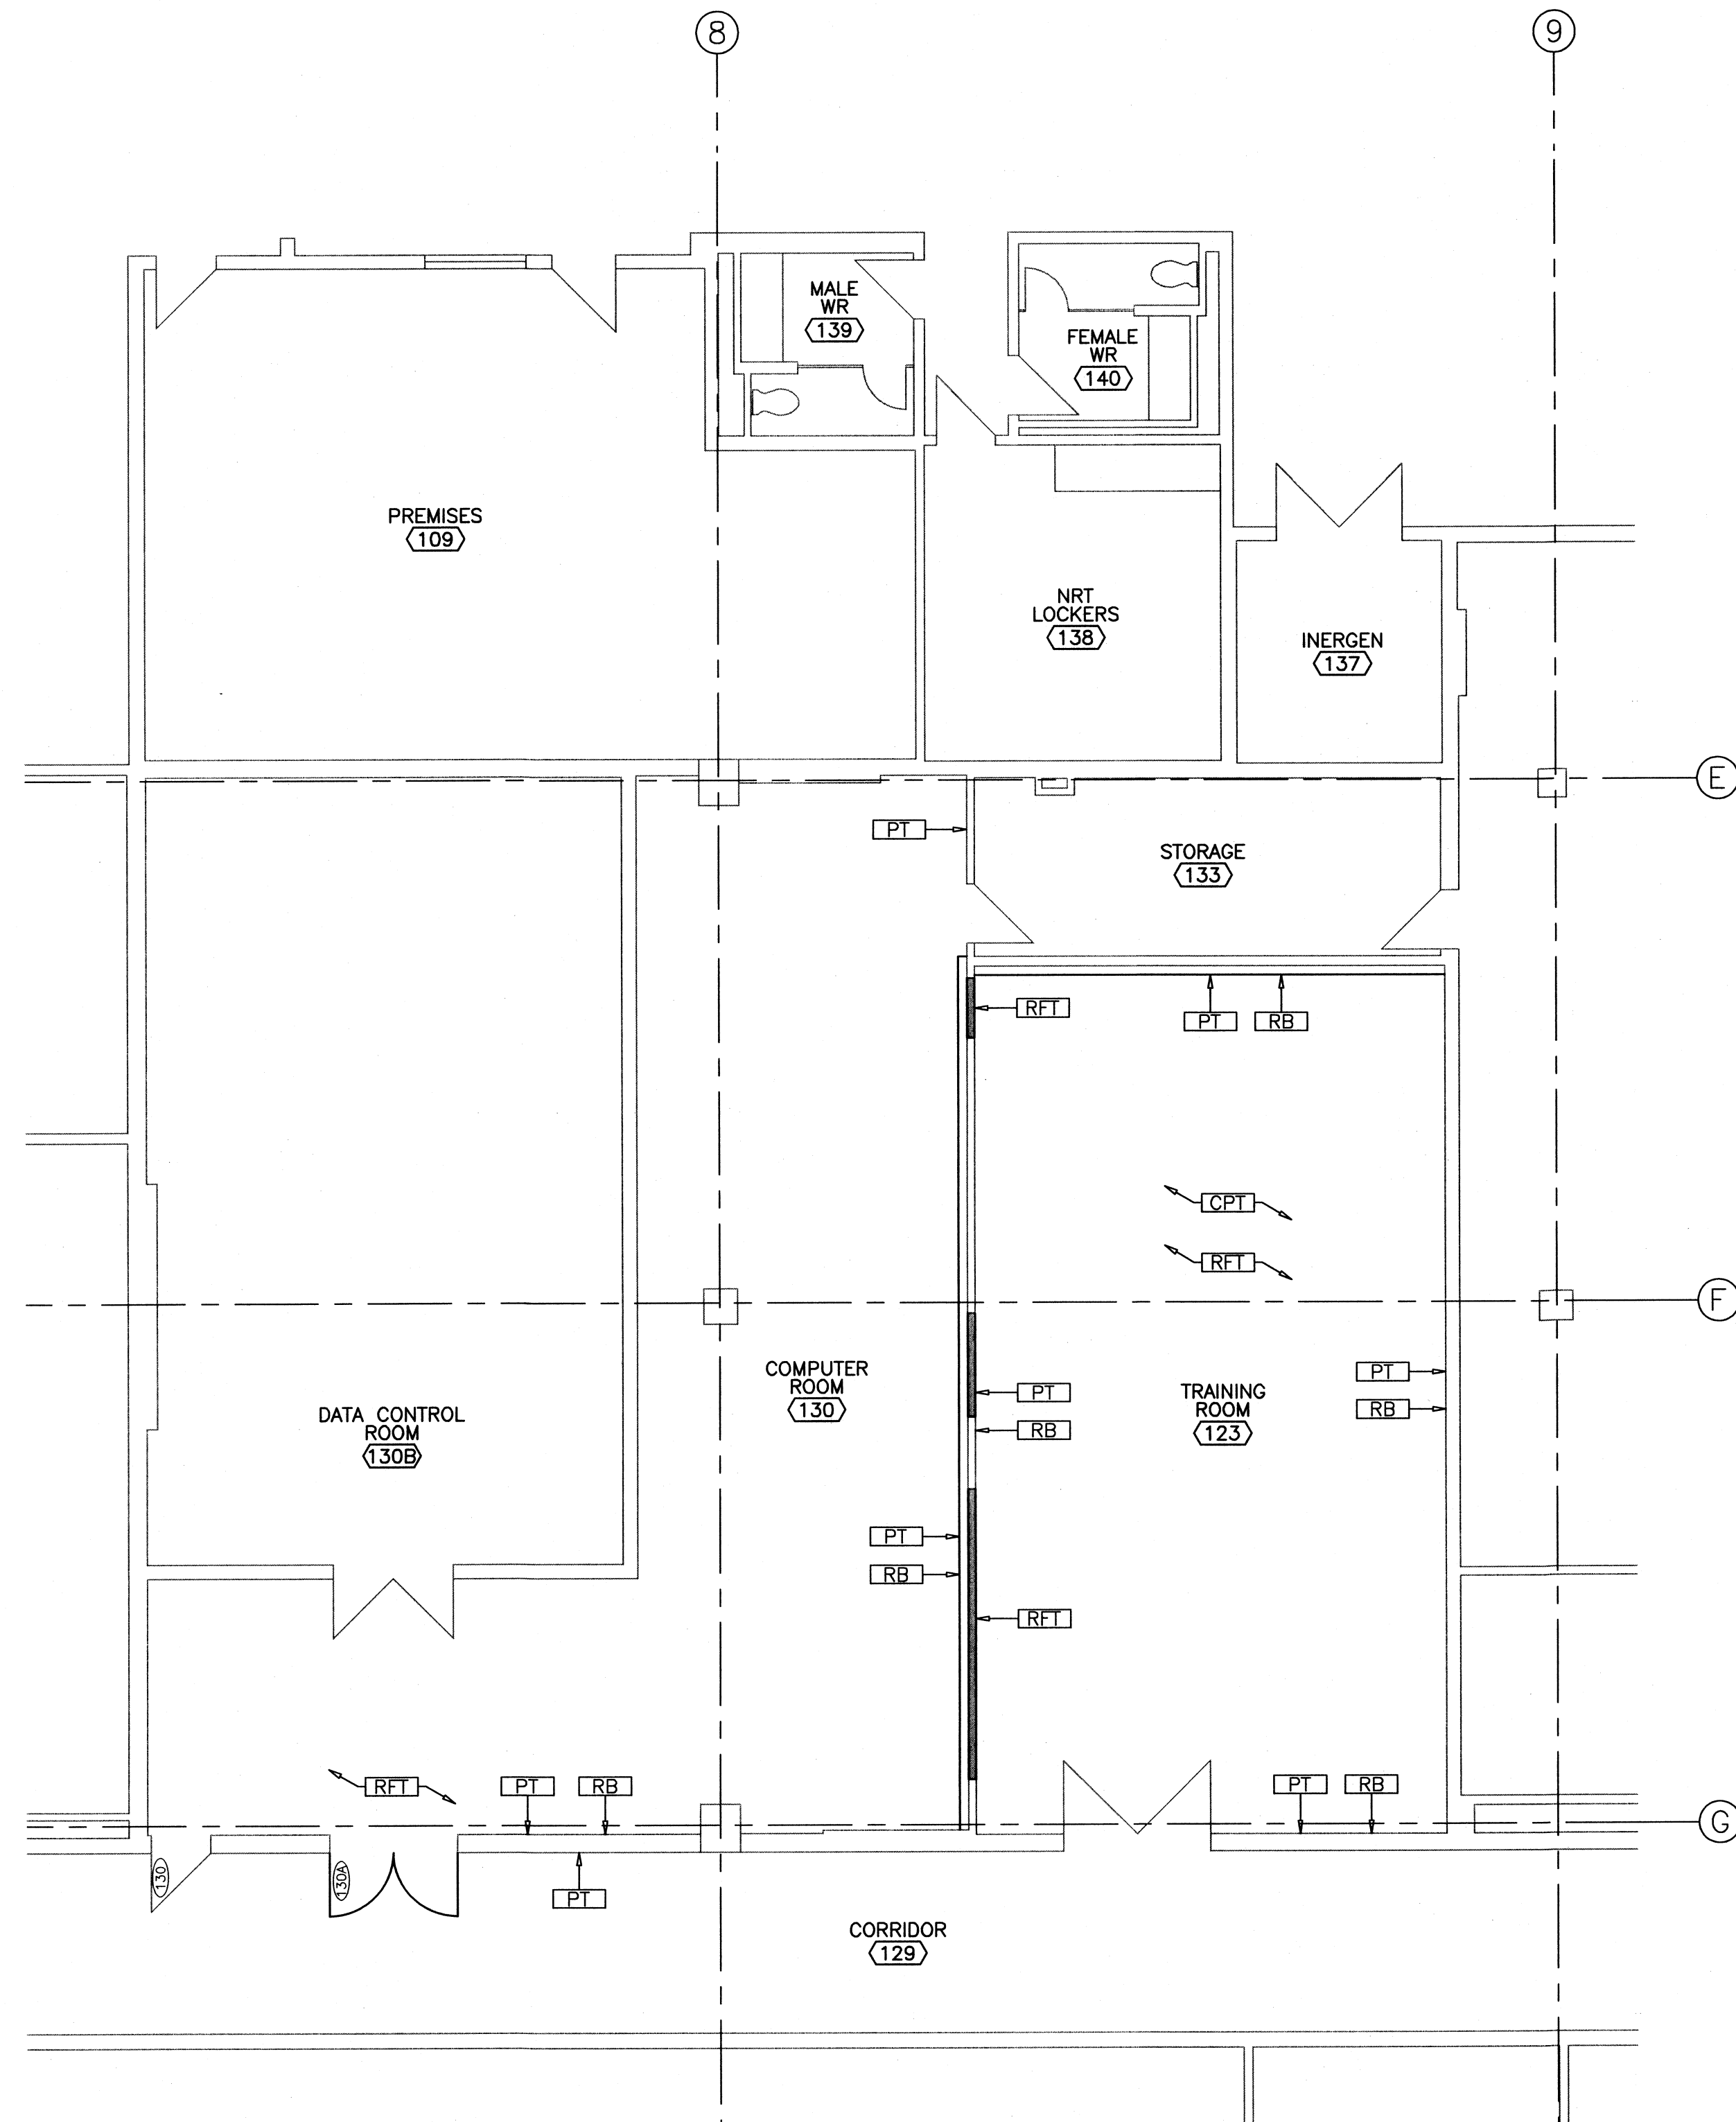 8
9
MALE
WR
139
FEMALE
WR
140
PREMISES
109
NRT
LOCKERS
138
INERGEN
137
E
PT
STORAGE
133
RFT
PT RB
CPT
RFT
F
COMPUTER
ROOM
130
PT
RB
TRAINING
ROOM
123
PT
RB
DATA CONTROL
ROOM
130B
PT
RB
RFT
RFT
PT RB
PT RB
G
130
130A
PT
CORRIDOR
129